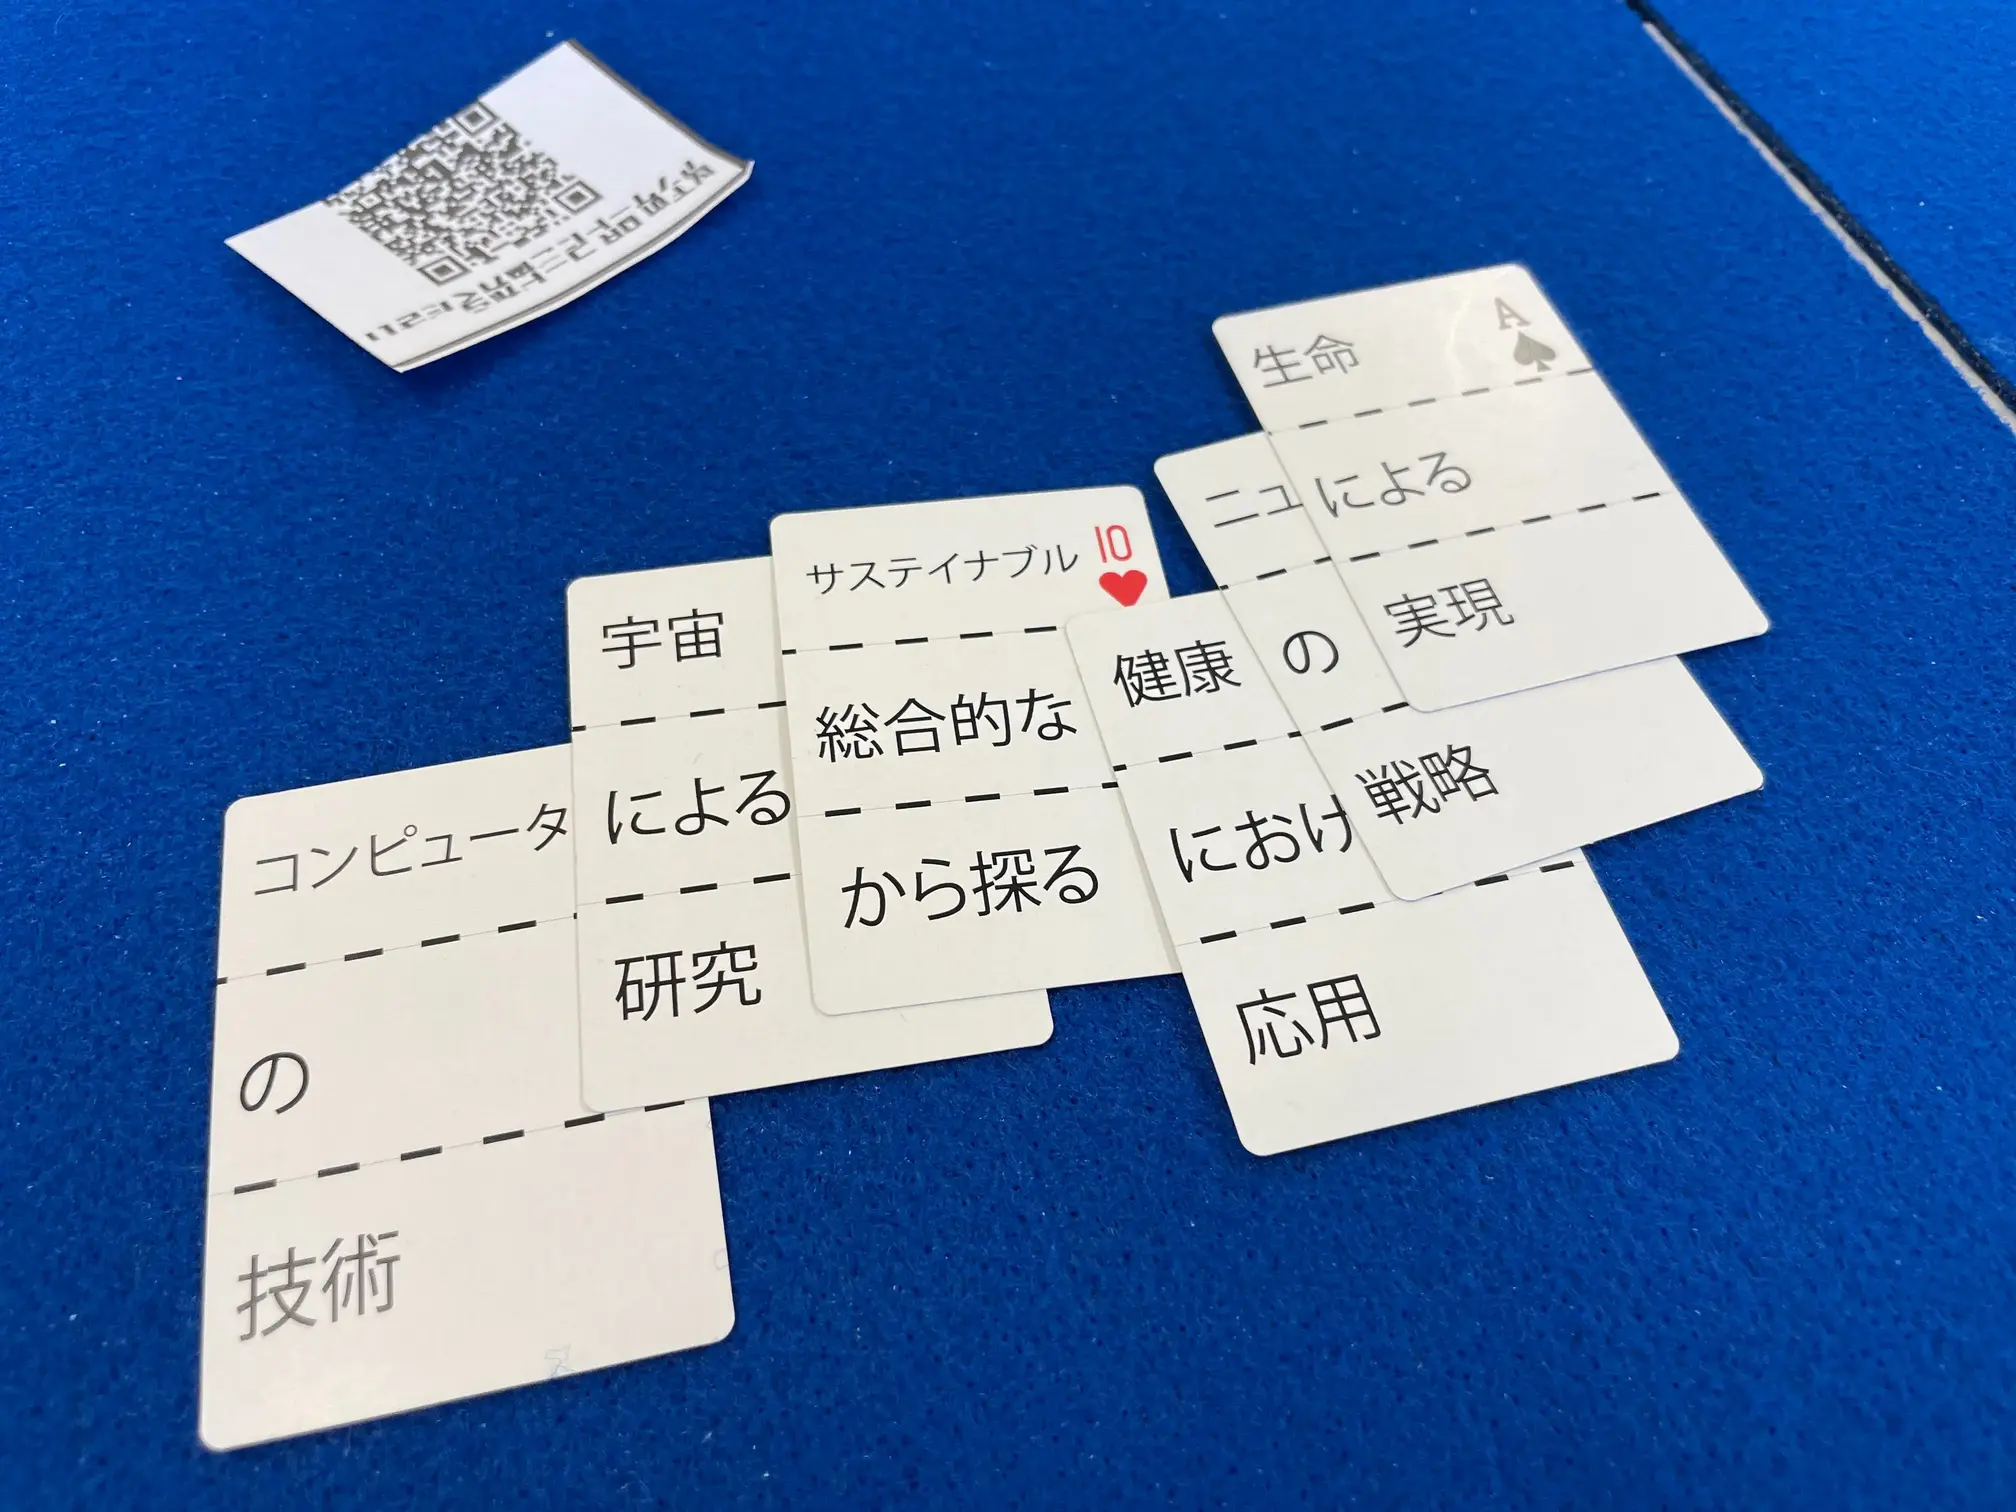 コンピュータ
の
技術
宇宙
による
研究
サステイナブル
10
総合的な
から探る
健康
におけ
応用
ニュ
の
戦略
生命
A
による
実現